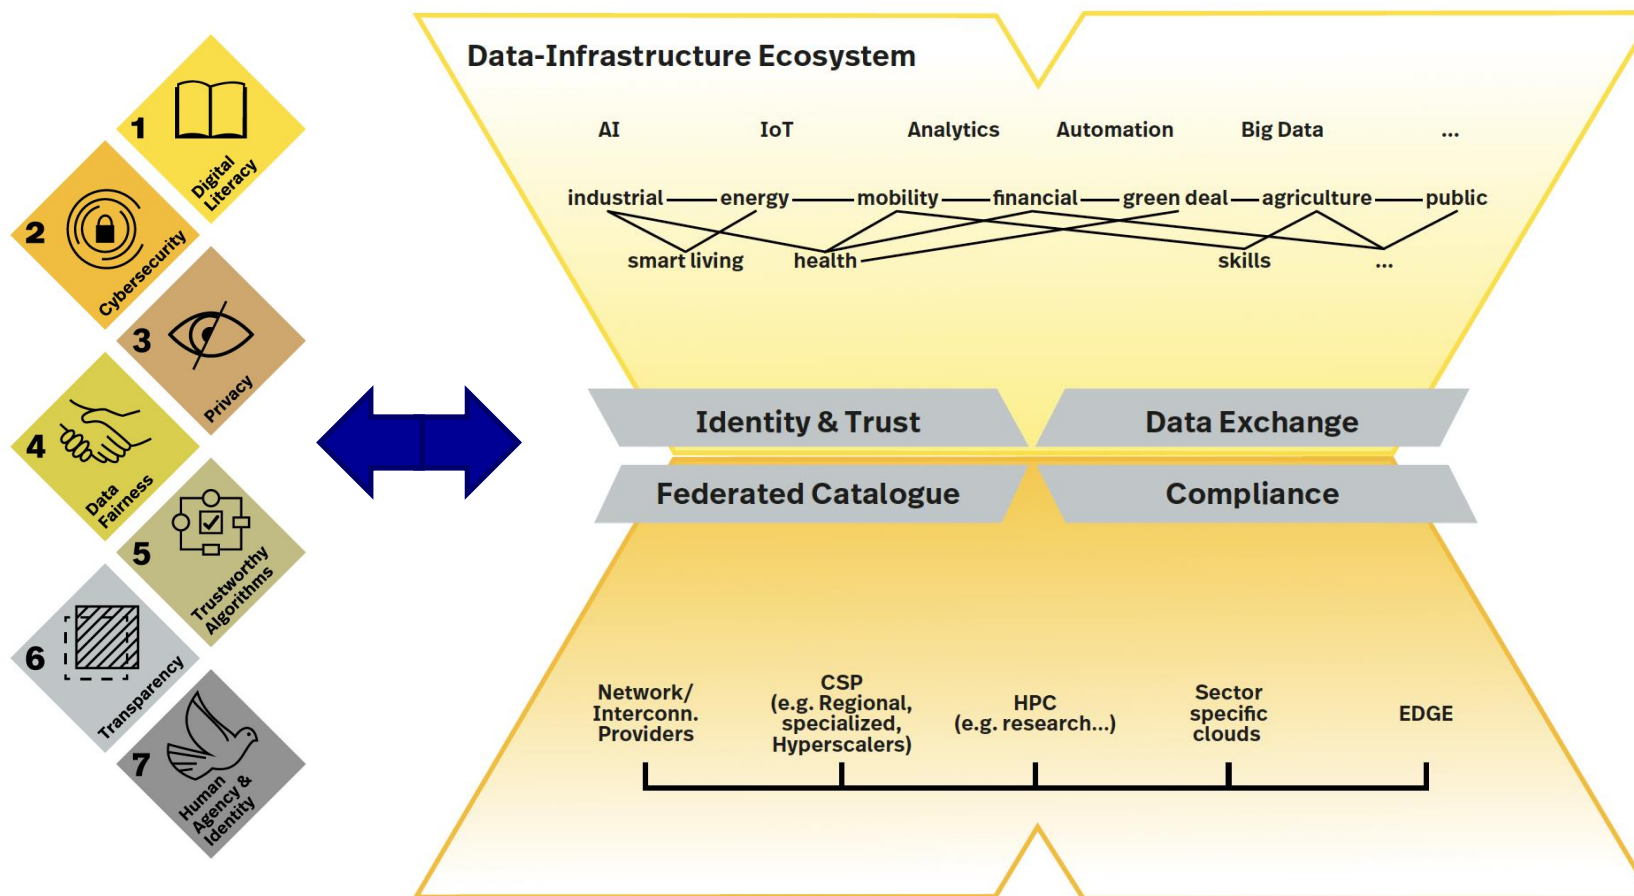 1
Digital
Literacy
2
Cybersecurity
3
Privacy
4
Data
Fairness
5
Trustworthy
Algorithms
6
Transparency
7
Human
Agency &
Identity
Data-Infrastructure Ecosystem
AI IoT Analytics Automation Big Data ...
industrial energy mobility financial green deal agriculture public
smart living health skills ...
Identity & Trust Data Exchange
Federated Catalogue Compliance
Network/
Interconn.
Providers
CSP
(e.g. Regional,
specialized,
Hyperscalers)
HPC
(e.g. research...)
Sector
specific
clouds
EDGE